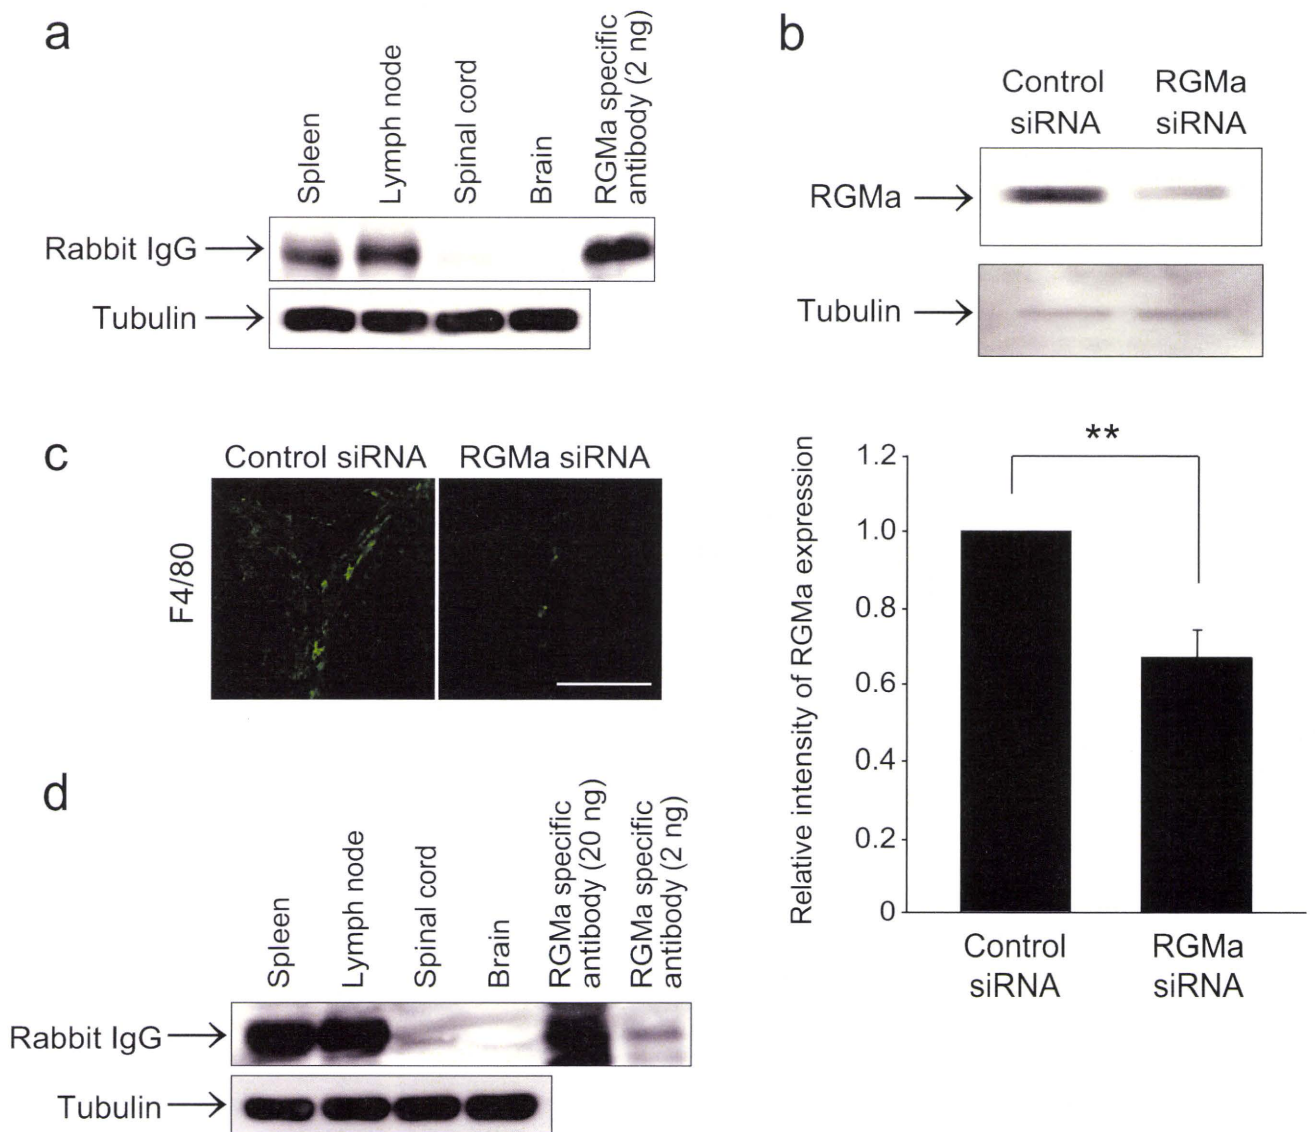 a
Spleen
Lymph node
Spinal cord
Brain
RGMa specific
antibody (2 ng)
Rabbit IgG
Tubulin
b
Control
siRNA
RGMa
siRNA
RGMa
Tubulin
**
Relative intensity of RGMa expression
1.2
1.0
0.8
0.6
0.4
0.2
0
Control
siRNA
RGMa
siRNA
c
Control siRNA
RGMa siRNA
F4/80
d
Spleen
Lymph node
Spinal cord
Brain
RGMa specific
antibody (20 ng)
RGMa specific
antibody (2 ng)
Rabbit IgG
Tubulin